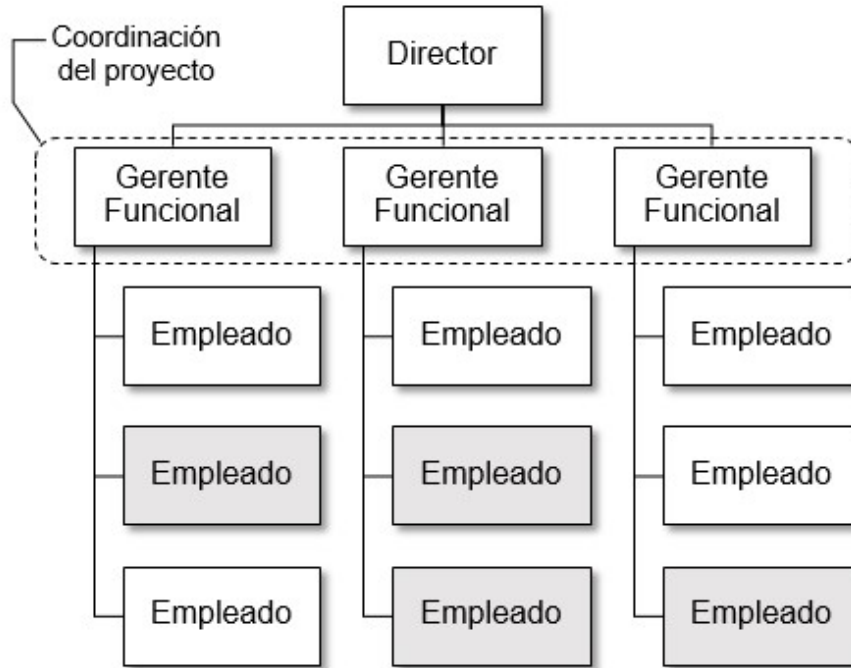 Coordinación
del proyecto
Director
Gerente
Funcional
Gerente
Funcional
Gerente
Funcional
Empleado
Empleado
Empleado
Empleado
Empleado
Empleado
Empleado
Empleado
Empleado